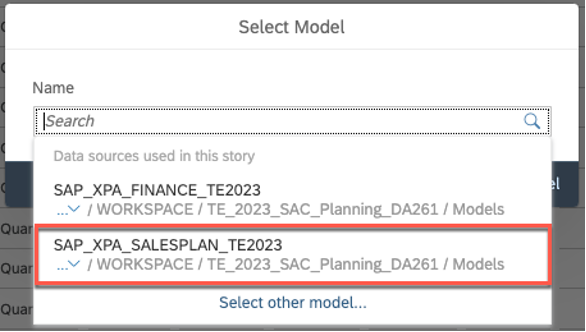 Select Model
Name
Search
Data sources used in this story
SAP_XPA_FINANCE_TE2023
... / WORKSPACE / TE_2023_SAC_Planning_DA261 / Models
SAP_XPA_SALESPLAN_TE2023
... / WORKSPACE / TE_2023_SAC_Planning_DA261 / Models
Select other model...
Quar
Quar
Quar